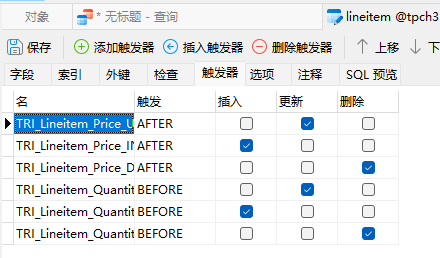 对象 * 无标题 - 查询 lineitem @tpch3
保存 添加触发器 插入触发器 删除触发器 上移 下
字段 索引 外键 检查 触发器 选项 注释 SQL 预览
名 触发 插入 更新 删除
TRI_Lineitem_Price_U AFTER
TRI_Lineitem_Price_IN AFTER
TRI_Lineitem_Price_D AFTER
TRI_Lineitem_Quantit BEFORE
TRI_Lineitem_Quantit BEFORE
TRI_Lineitem_Quantit BEFORE